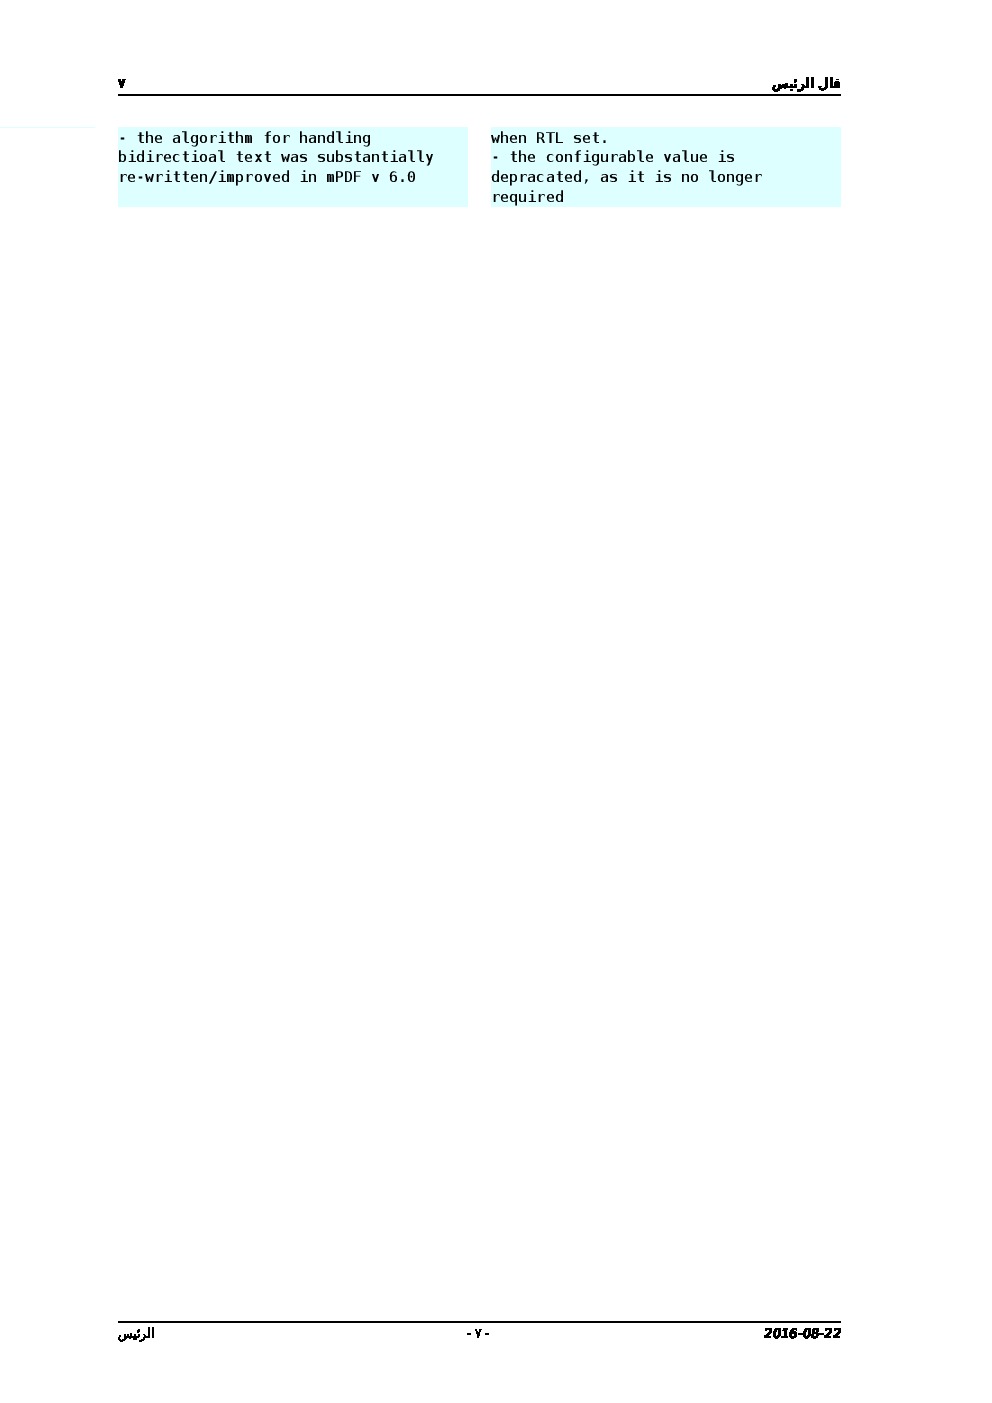 قال الرئيس
٧
when RTL set.
- the configurable value is
depracated, as it is no longer
required
- the algorithm for handling
bidirectioal text was substantially
re-written/improved in mPDF v 6.0
2016-08-22
- ٧ -
الرئيس